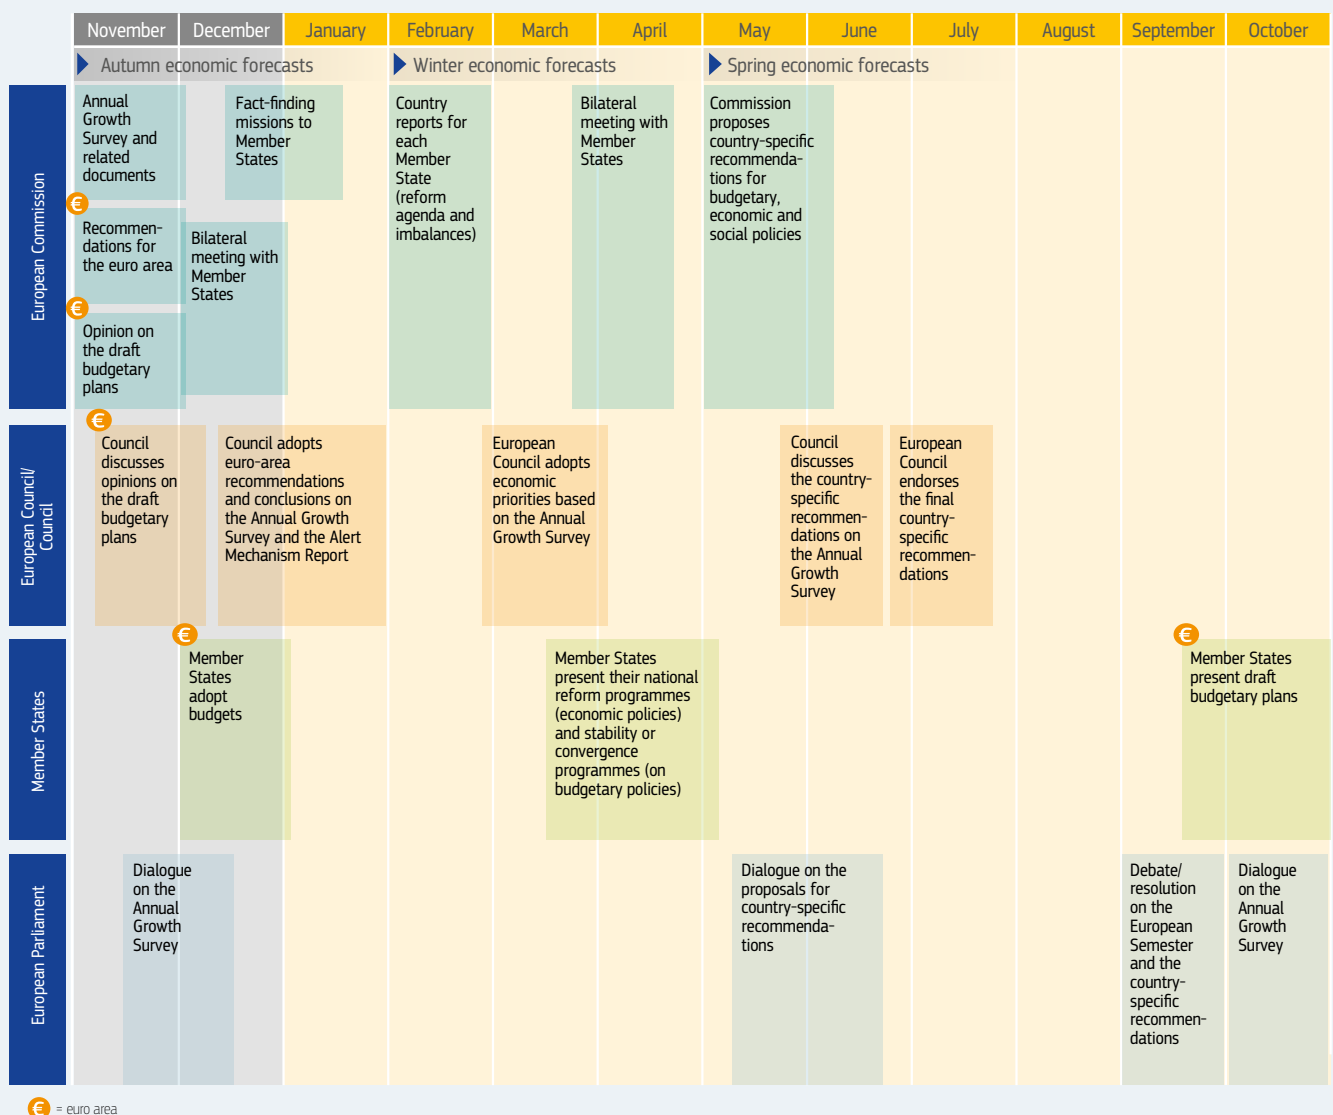 November December January February March April May June July August September October
Autumn economic forecasts
Winter economic forecasts
Spring economic forecasts
European Commission
Annual
Growth
Survey and
related
documents
Fact-finding
missions to
Member
States
Country
reports for
each
Member
State
(reform
agenda and
imbalances)
Bilateral
meeting with
Member
States
Commission
proposes
country-specific
recommenda-
tions for
budgetary,
economic and
social policies
€
Recommen-
dations for
the euro area
Bilateral
meeting with
Member
States
€
Opinion on
the draft
budgetary
plans
European Council/
Council
€
Council
discusses
opinions on
the draft
budgetary
plans
Council adopts
euro-area
recommendations
and conclusions on
the Annual Growth
Survey and the Alert
Mechanism Report
European
Council adopts
economic
priorities based
on the Annual
Growth Survey
Council
discusses
the country-
specific
recommen-
dations on
the Annual
Growth
Survey
European
Council
endorses
the final
country-
specific
recommen-
dations
Member States
€
Member
States
adopt
budgets
Member States
present their national
reform programmes
(economic policies)
and stability or
convergence
programmes (on
budgetary policies)
€
Member States
present draft
budgetary plans
European Parliament
Dialogue
on the
Annual
Growth
Survey
Dialogue on the
proposals for
country-specific
recommenda-
tions
Debate/
resolution
on the
European
Semester
and the
country-
specific
recommen-
dations
Dialogue
on the
Annual
Growth
Survey
€ = euro area